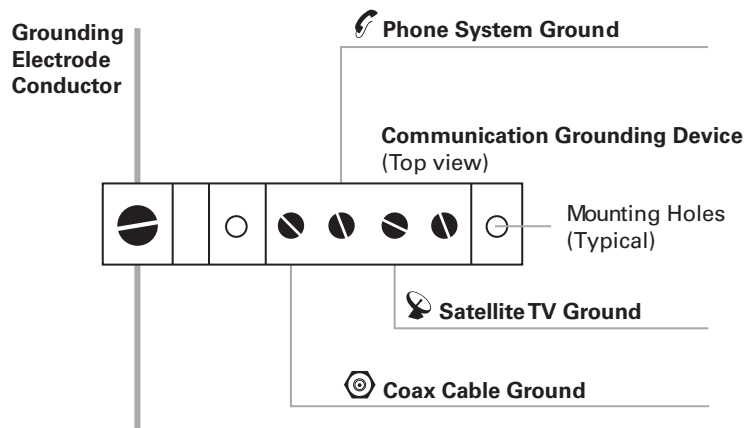 Grounding
Electrode
Conductor
Phone System Ground
Communication Grounding Device
(Top view)
Mounting Holes
(Typical)
Satellite TV Ground
Coax Cable Ground